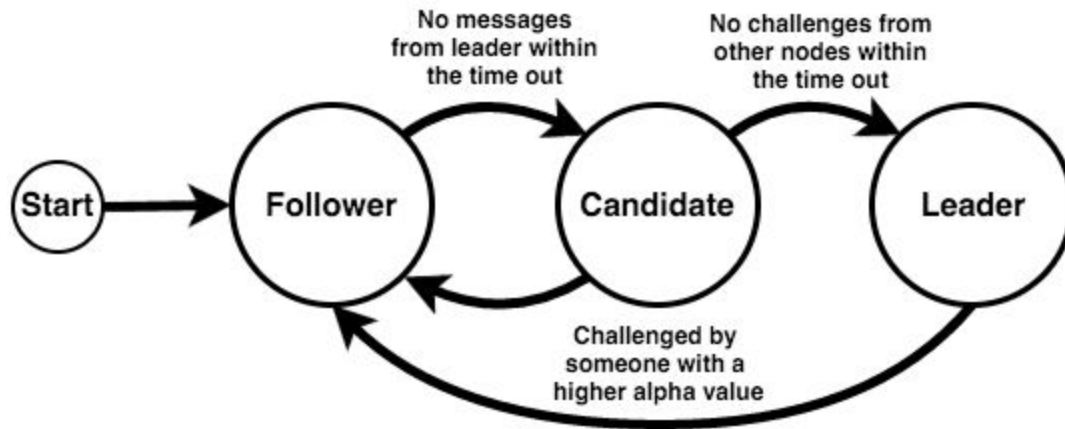 No messages
from leader within
the time out
No challenges from
other nodes within
the time out
Start
Follower
Candidate
Leader
Challenged by
someone with a
higher alpha value